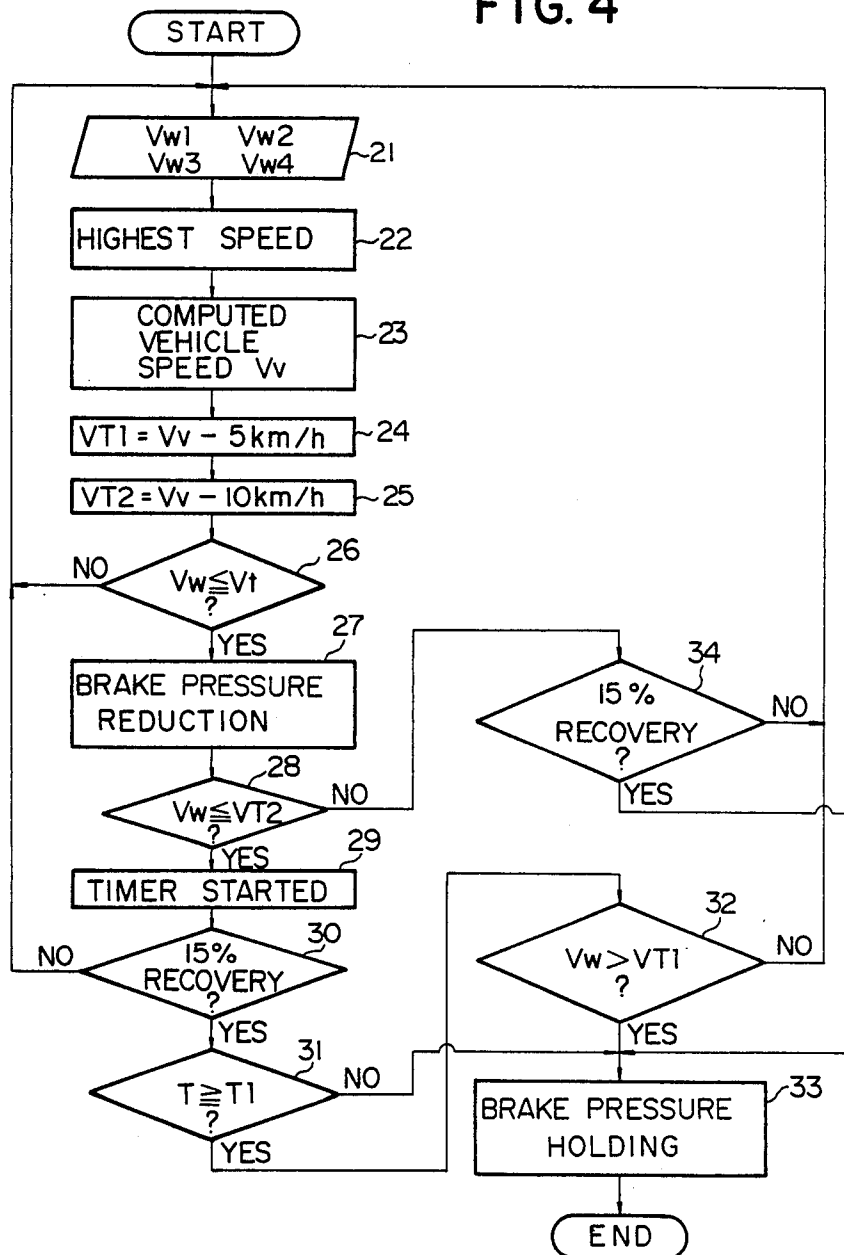 FIG. 4
START
Vw1 Vw2
Vw3 Vw4
21
HIGHEST SPEED
22
COMPUTED
VEHICLE
SPEED Vv
23
VT1 = Vv - 5km/h
24
VT2 = Vv - 10km/h
25
26
NO
Vw≦Vt
?
YES
27
BRAKE PRESSURE
REDUCTION
28
NO
Vw≦VT2
?
YES
29
TIMER STARTED
30
NO
15%
RECOVERY
?
YES
31
T≧T1
?
NO
YES
34
15%
RECOVERY
?
NO
YES
32
Vw>VT1
?
NO
YES
33
BRAKE PRESSURE
HOLDING
END